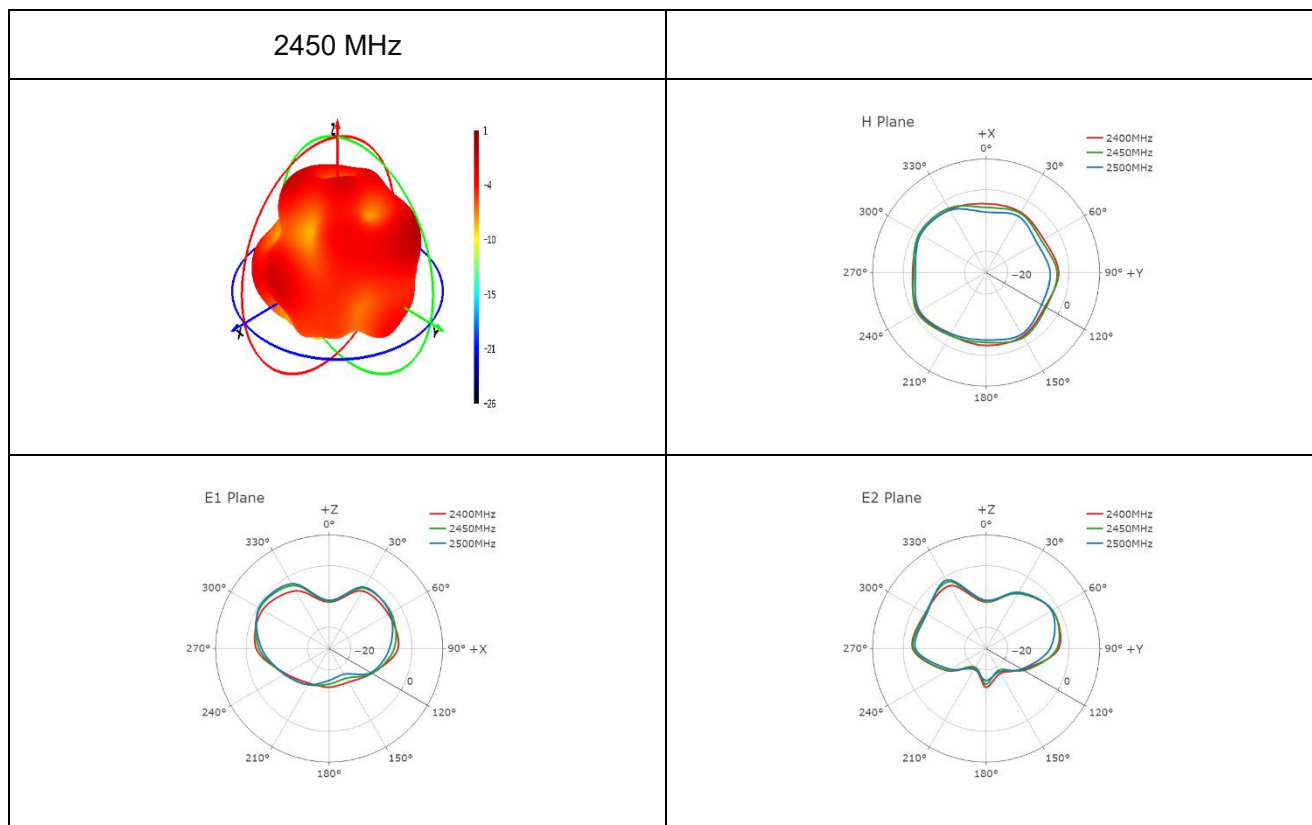 2450 MHz
Z
X
Y
1
-4
-10
-15
-21
-26
H Plane
+X
0°
30°
60°
90° +Y
120°
150°
180°
210°
240°
270°
300°
330°
−20
0
2400MHz
2450MHz
2500MHz
E1 Plane
+Z
0°
30°
60°
90° +X
120°
150°
180°
210°
240°
270°
300°
330°
−20
0
2400MHz
2450MHz
2500MHz
E2 Plane
+Z
0°
30°
60°
90° +Y
120°
150°
180°
210°
240°
270°
300°
330°
−20
0
2400MHz
2450MHz
2500MHz